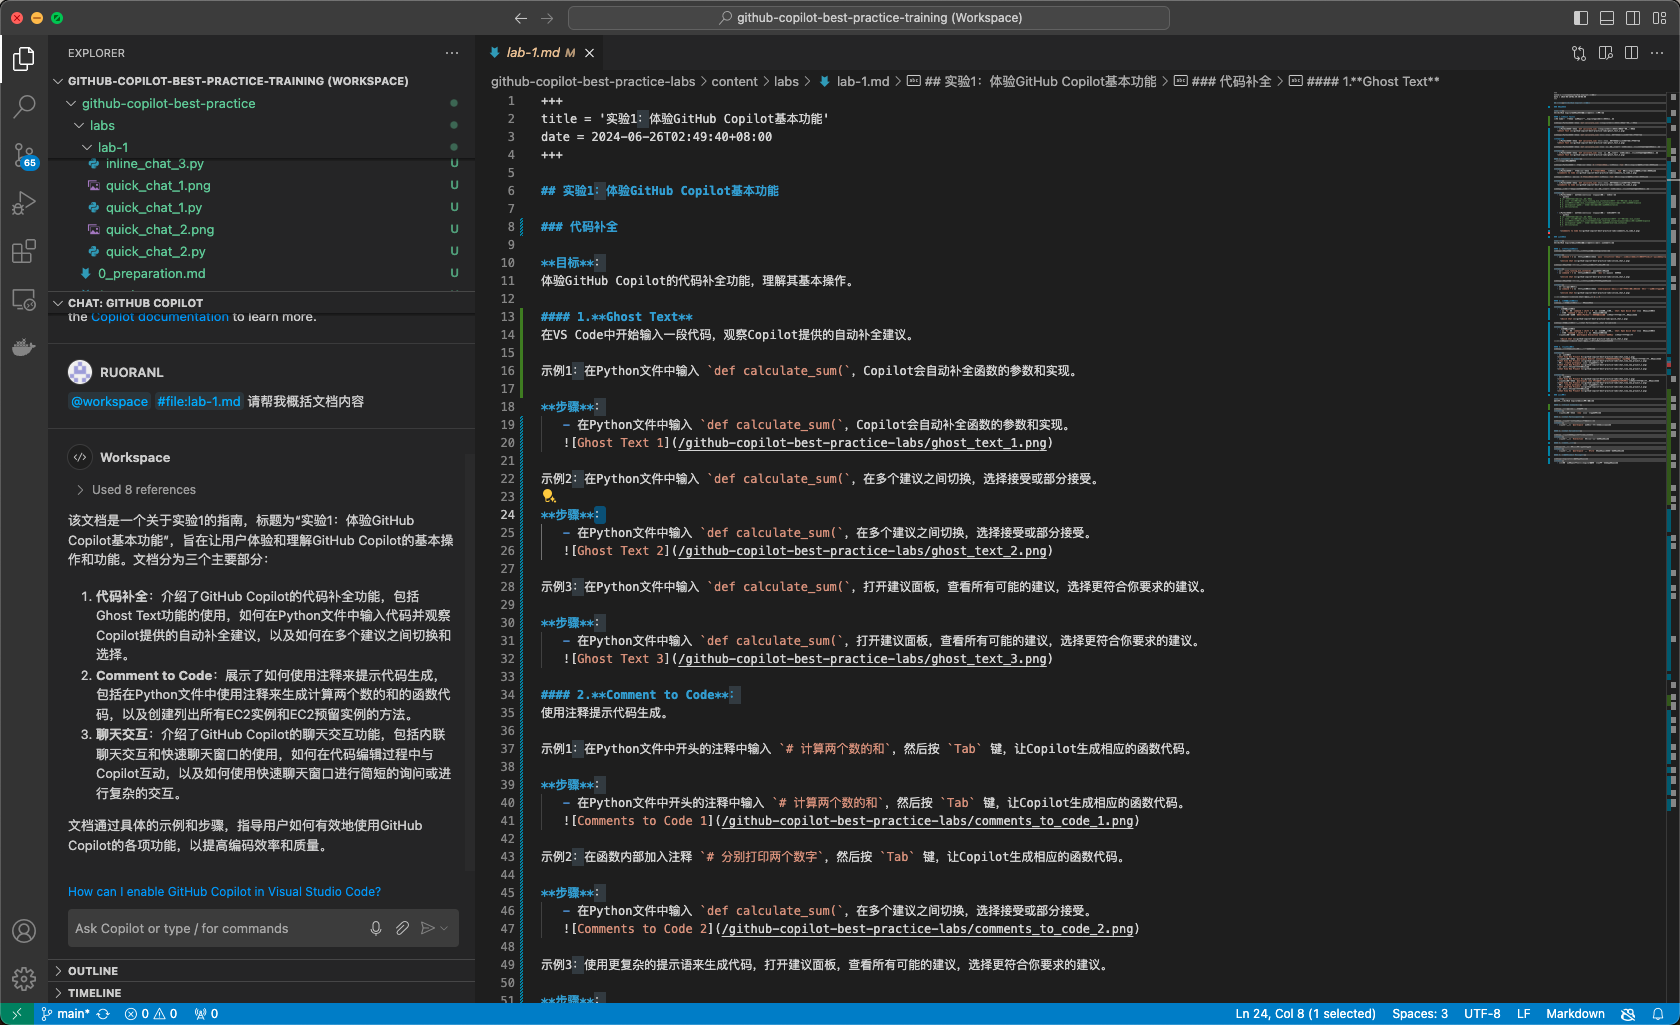 github-copilot-best-practice-training (Workspace)
EXPLORER
GITHUB-COPILOT-BEST-PRACTICE-TRAINING (WORKSPACE)
github-copilot-best-practice
labs
lab-1
inline_chat_3.py U
quick_chat_1.png U
quick_chat_1.py U
quick_chat_2.png U
quick_chat_2.py U
0_preparation.md U
65
CHAT: GITHUB COPILOT
the Copilot documentation to learn more.
RUORANL
@workspace #file:lab-1.md 请帮我概括文档内容
Workspace
Used 8 references
该文档是一个关于实验1的指南，标题为“实验1：体验GitHub
Copilot基本功能”，旨在让用户体验和理解GitHub Copilot的基本操
作和功能。文档分为三个主要部分：
1. 代码补全：介绍了GitHub Copilot的代码补全功能，包括
Ghost Text功能的使用，如何在Python文件中输入代码并观察
Copilot提供的自动补全建议，以及如何在多个建议之间切换和
选择。
2. Comment to Code：展示了如何使用注释来提示代码生成，
包括在Python文件中使用注释来生成计算两个数的和的函数代
码，以及创建列出所有EC2实例和EC2预留实例的方法。
3. 聊天交互：介绍了GitHub Copilot的聊天交互功能，包括内联
聊天交互和快速聊天窗口的使用，如何在代码编辑过程中与
Copilot互动，以及如何使用快速聊天窗口进行简短的询问或进
行复杂的交互。
文档通过具体的示例和步骤，指导用户如何有效地使用GitHub
Copilot的各项功能，以提高编码效率和质量。
How can I enable GitHub Copilot in Visual Studio Code?
Ask Copilot or type / for commands
OUTLINE
TIMELINE
lab-1.md M
github-copilot-best-practice-labs > content > labs > lab-1.md > ## 实验1：体验GitHub Copilot基本功能 > ### 代码补全 > #### 1.**Ghost Text**
1 +++
2 title = '实验1：体验GitHub Copilot基本功能'
3 date = 2024-06-26T02:49:40+08:00
4 +++
5
6 ## 实验1：体验GitHub Copilot基本功能
7
8 ### 代码补全
9
10 **目标**：
11 体验GitHub Copilot的代码补全功能，理解其基本操作。
12
13 #### 1.**Ghost Text**
14 在VS Code中开始输入一段代码，观察Copilot提供的自动补全建议。
15
16 示例1：在Python文件中输入 `def calculate_sum(`，Copilot会自动补全函数的参数和实现。
17
18 **步骤**：
19 - 在Python文件中输入 `def calculate_sum(`，Copilot会自动补全函数的参数和实现。
20 ![Ghost Text 1](/github-copilot-best-practice-labs/ghost_text_1.png)
21
22 示例2：在Python文件中输入 `def calculate_sum(`，在多个建议之间切换，选择接受或部分接受。
23
24 **步骤**：
25 - 在Python文件中输入 `def calculate_sum(`，在多个建议之间切换，选择接受或部分接受。
26 ![Ghost Text 2](/github-copilot-best-practice-labs/ghost_text_2.png)
27
28 示例3：在Python文件中输入 `def calculate_sum(`，打开建议面板，查看所有可能的建议，选择更符合你要求的建议。
29
30 **步骤**：
31 - 在Python文件中输入 `def calculate_sum(`，打开建议面板，查看所有可能的建议，选择更符合你要求的建议。
32 ![Ghost Text 3](/github-copilot-best-practice-labs/ghost_text_3.png)
33
34 #### 2.**Comment to Code**：
35 使用注释提示代码生成。
36
37 示例1：在Python文件中开头的注释中输入 `# 计算两个数的和`，然后按 `Tab` 键，让Copilot生成相应的函数代码。
38
39 **步骤**：
40 - 在Python文件中开头的注释中输入 `# 计算两个数的和`，然后按 `Tab` 键，让Copilot生成相应的函数代码。
41 ![Comments to Code 1](/github-copilot-best-practice-labs/comments_to_code_1.png)
42
43 示例2：在函数内部加入注释 `# 分别打印两个数字`，然后按 `Tab` 键，让Copilot生成相应的函数代码。
44
45 **步骤**：
46 - 在Python文件中输入 `def calculate_sum(`，在多个建议之间切换，选择接受或部分接受。
47 ![Comments to Code 2](/github-copilot-best-practice-labs/comments_to_code_2.png)
48
49 示例3：使用更复杂的提示语来生成代码，打开建议面板，查看所有可能的建议，选择更符合你要求的建议。
50
51 **步骤**：
main* 0 0 0
Ln 24, Col 8 (1 selected) Spaces: 3 UTF-8 LF Markdown